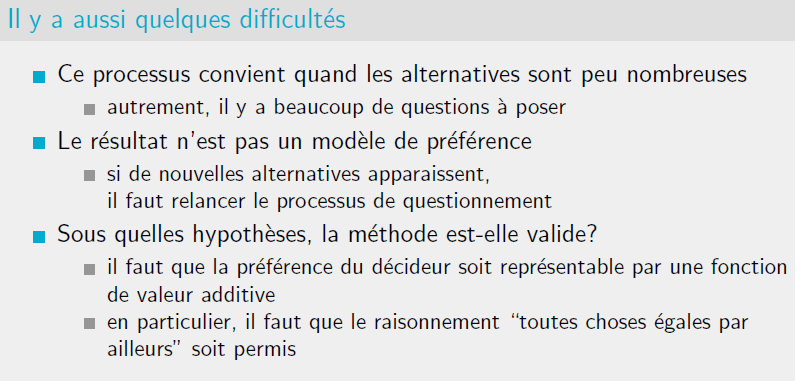 Il y a aussi quelques difficultés
Ce processus convient quand les alternatives sont peu nombreuses
autrement, il y a beaucoup de questions à poser
Le résultat n'est pas un modèle de préférence
si de nouvelles alternatives apparaissent,
il faut relancer le processus de questionnement
Sous quelles hypothèses, la méthode est-elle valide?
il faut que la préférence du décideur soit représentable par une fonction
de valeur additive
en particulier, il faut que le raisonnement “toutes choses égales par
ailleurs” soit permis